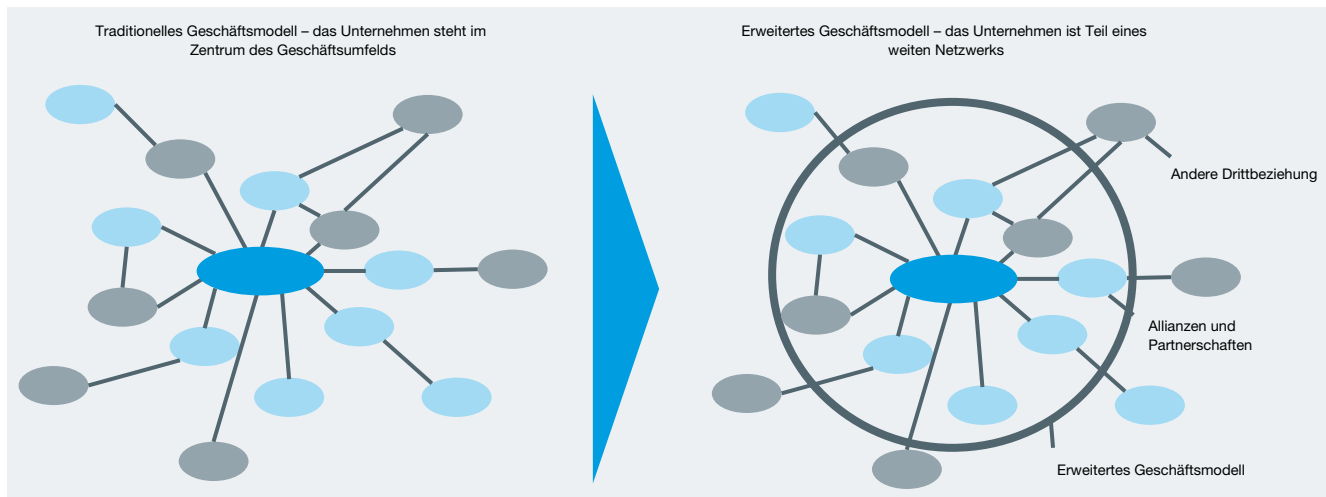 Traditionelles Geschäftsmodell – das Unternehmen steht im
Zentrum des Geschäftsumfelds
Erweitertes Geschäftsmodell – das Unternehmen ist Teil eines
weiten Netzwerks
Andere Drittbeziehung
Allianzen und
Partnerschaften
Erweitertes Geschäftsmodell